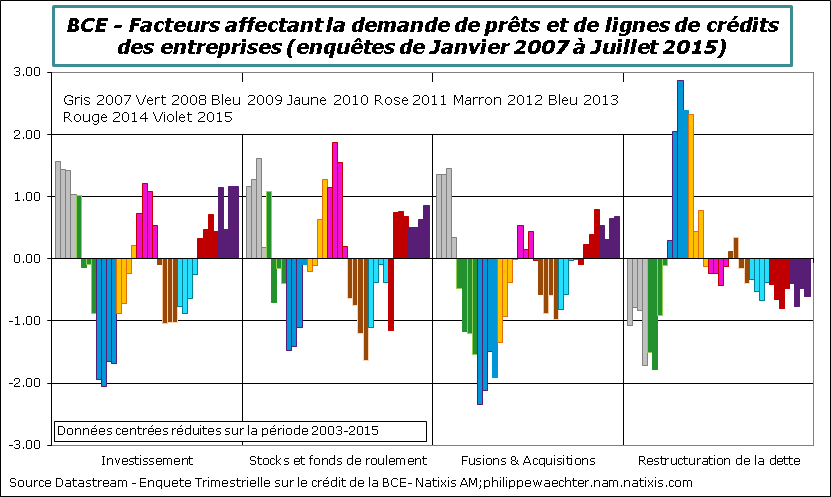 BCE - Facteurs affectant la demande de prêts et de lignes de crédits
des entreprises (enquêtes de Janvier 2007 à Juillet 2015)
3.00
Gris 2007 Vert 2008 Bleu 2009 Jaune 2010 Rose 2011 Marron 2012 Bleu 2013
Rouge 2014 Violet 2015
2.00
1.00
0.00
-1.00
-2.00
-3.00
Données centrées réduites sur la période 2003-2015
Investissement
Stocks et fonds de roulement
Fusions & Acquisitions
Restructuration de la dette
Source Datastream - Enquete Trimestrielle sur le crédit de la BCE- Natixis AM;philippewaechter.nam.natixis.com